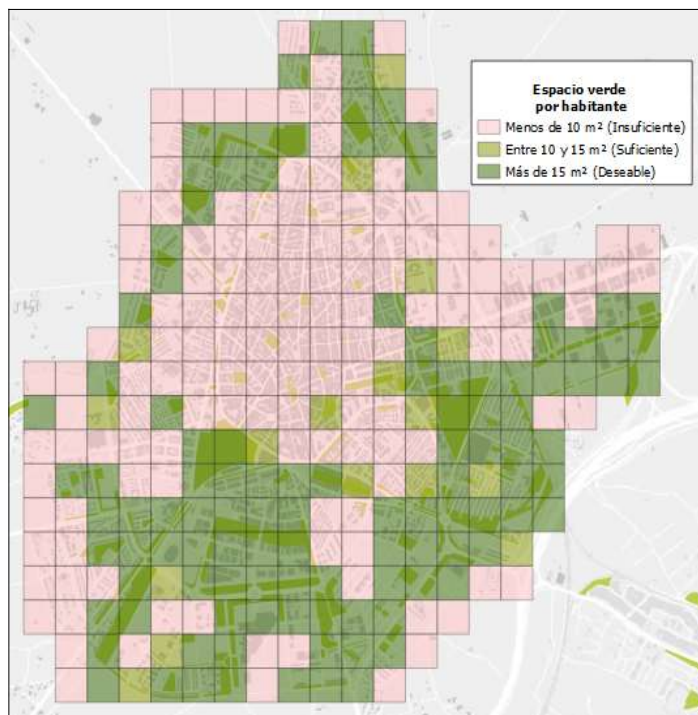 Espacio verde
por habitante
Menos de 10 m² (Insuficiente)
Entre 10 y 15 m² (Suficiente)
Más de 15 m² (Deseable)